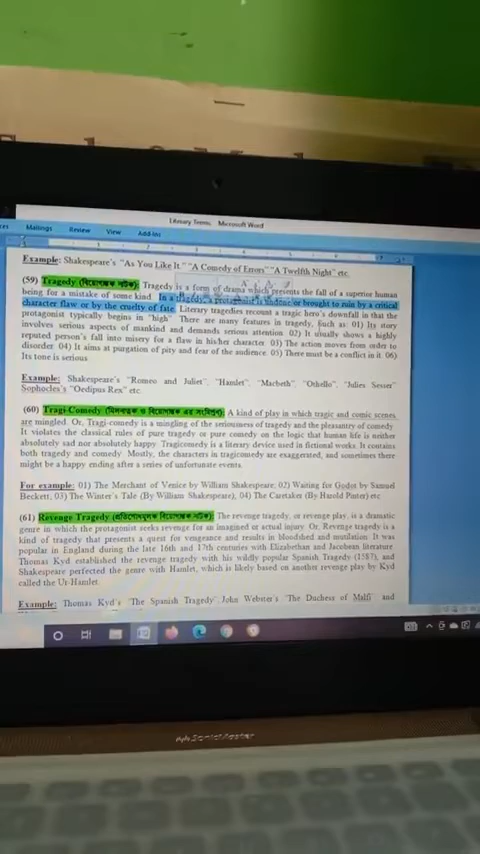 Literary Terms - Microsoft Word
Mailings Review View Add-Ins
Example: Shakespeare's "As You Like It." "A Comedy of Errors" "A Twelfth Night" etc.
(59) Tragedy (বিয়োগান্তক নাটক): Tragedy is a form of drama which presents the fall of a superior human
being for a mistake of some kind. In a tragedy, a protagonist is undone or brought to ruin by a critical
character flaw or by the cruelty of fate. Literary tragedies recount a tragic hero's downfall in that the
protagonist typically begins in "high". There are many features in tragedy, such as: 01) Its story
involves serious aspects of mankind and demands serious attention. 02) It usually shows a highly
reputed person's fall into misery for a flaw in his character. 03) The action moves from order to
disorder. 04) It aims at purgation of pity and fear of the audience. 05) There must be a conflict in it. 06)
Its tone is serious.
Example: Shakespeare's "Romeo and Juliet", "Hamlet", "Macbeth", "Othello", "Julies Sesser"
Sophocles's "Oedipus Rex" etc.
(60) Tragi-Comedy (মিলনাত্মক ও বিয়োগান্তক এর সংমিশ্রণ): A kind of play in which tragic and comic scenes
are mingled. Or, Tragi-comedy is a mingling of the seriousness of tragedy and the pleasantry of comedy.
It violates the classical rules of pure tragedy or pure comedy on the logic that human life is neither
absolutely sad nor absolutely happy. Tragicomedy is a literary device used in fictional works. It contains
both tragedy and comedy. Mostly, the characters in tragicomedy are exaggerated, and sometimes there
might be a happy ending after a series of unfortunate events.
For example: 01) The Merchant of Venice by William Shakespeare, 02) Waiting for Godot by Samuel
Beckett, 03) The Winter's Tale (By William Shakespeare), 04) The Caretaker (By Harold Pinter) etc
(61) Revenge Tragedy (প্রতিশোধমূলক বিয়োগান্তক নাটক): The revenge tragedy, or revenge play, is a dramatic
genre in which the protagonist seeks revenge for an imagined or actual injury. Or, Revenge tragedy is a
kind of tragedy that presents a quest for vengeance and results in bloodshed and mutilation. It was
popular in England during the late 16th and 17th centuries with Elizabethan and Jacobean literature.
Thomas Kyd established the revenge tragedy with his wildly popular Spanish Tragedy (1587), and
Shakespeare perfected the genre with Hamlet, which is likely based on another revenge play by Kyd
called the Ur-Hamlet.
Example: Thomas Kyd's "The Spanish Tragedy". John Webster's "The Duchess of Malfi" and